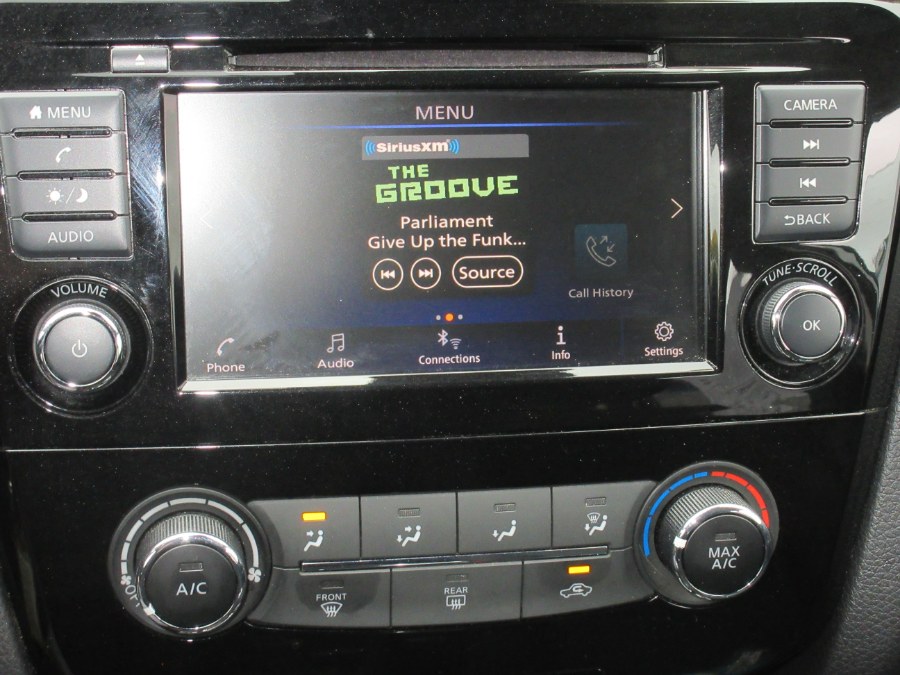 MENU
AUDIO
VOLUME
MENU
SiriusXm
THE
GROOVE
Parliament
Give Up the Funk...
Source
Call History
Phone
Audio
Connections
Info
Settings
CAMERA
BACK
TUNE·SCROLL
OK
OFF
A/C
FRONT
REAR
MAX
A/C